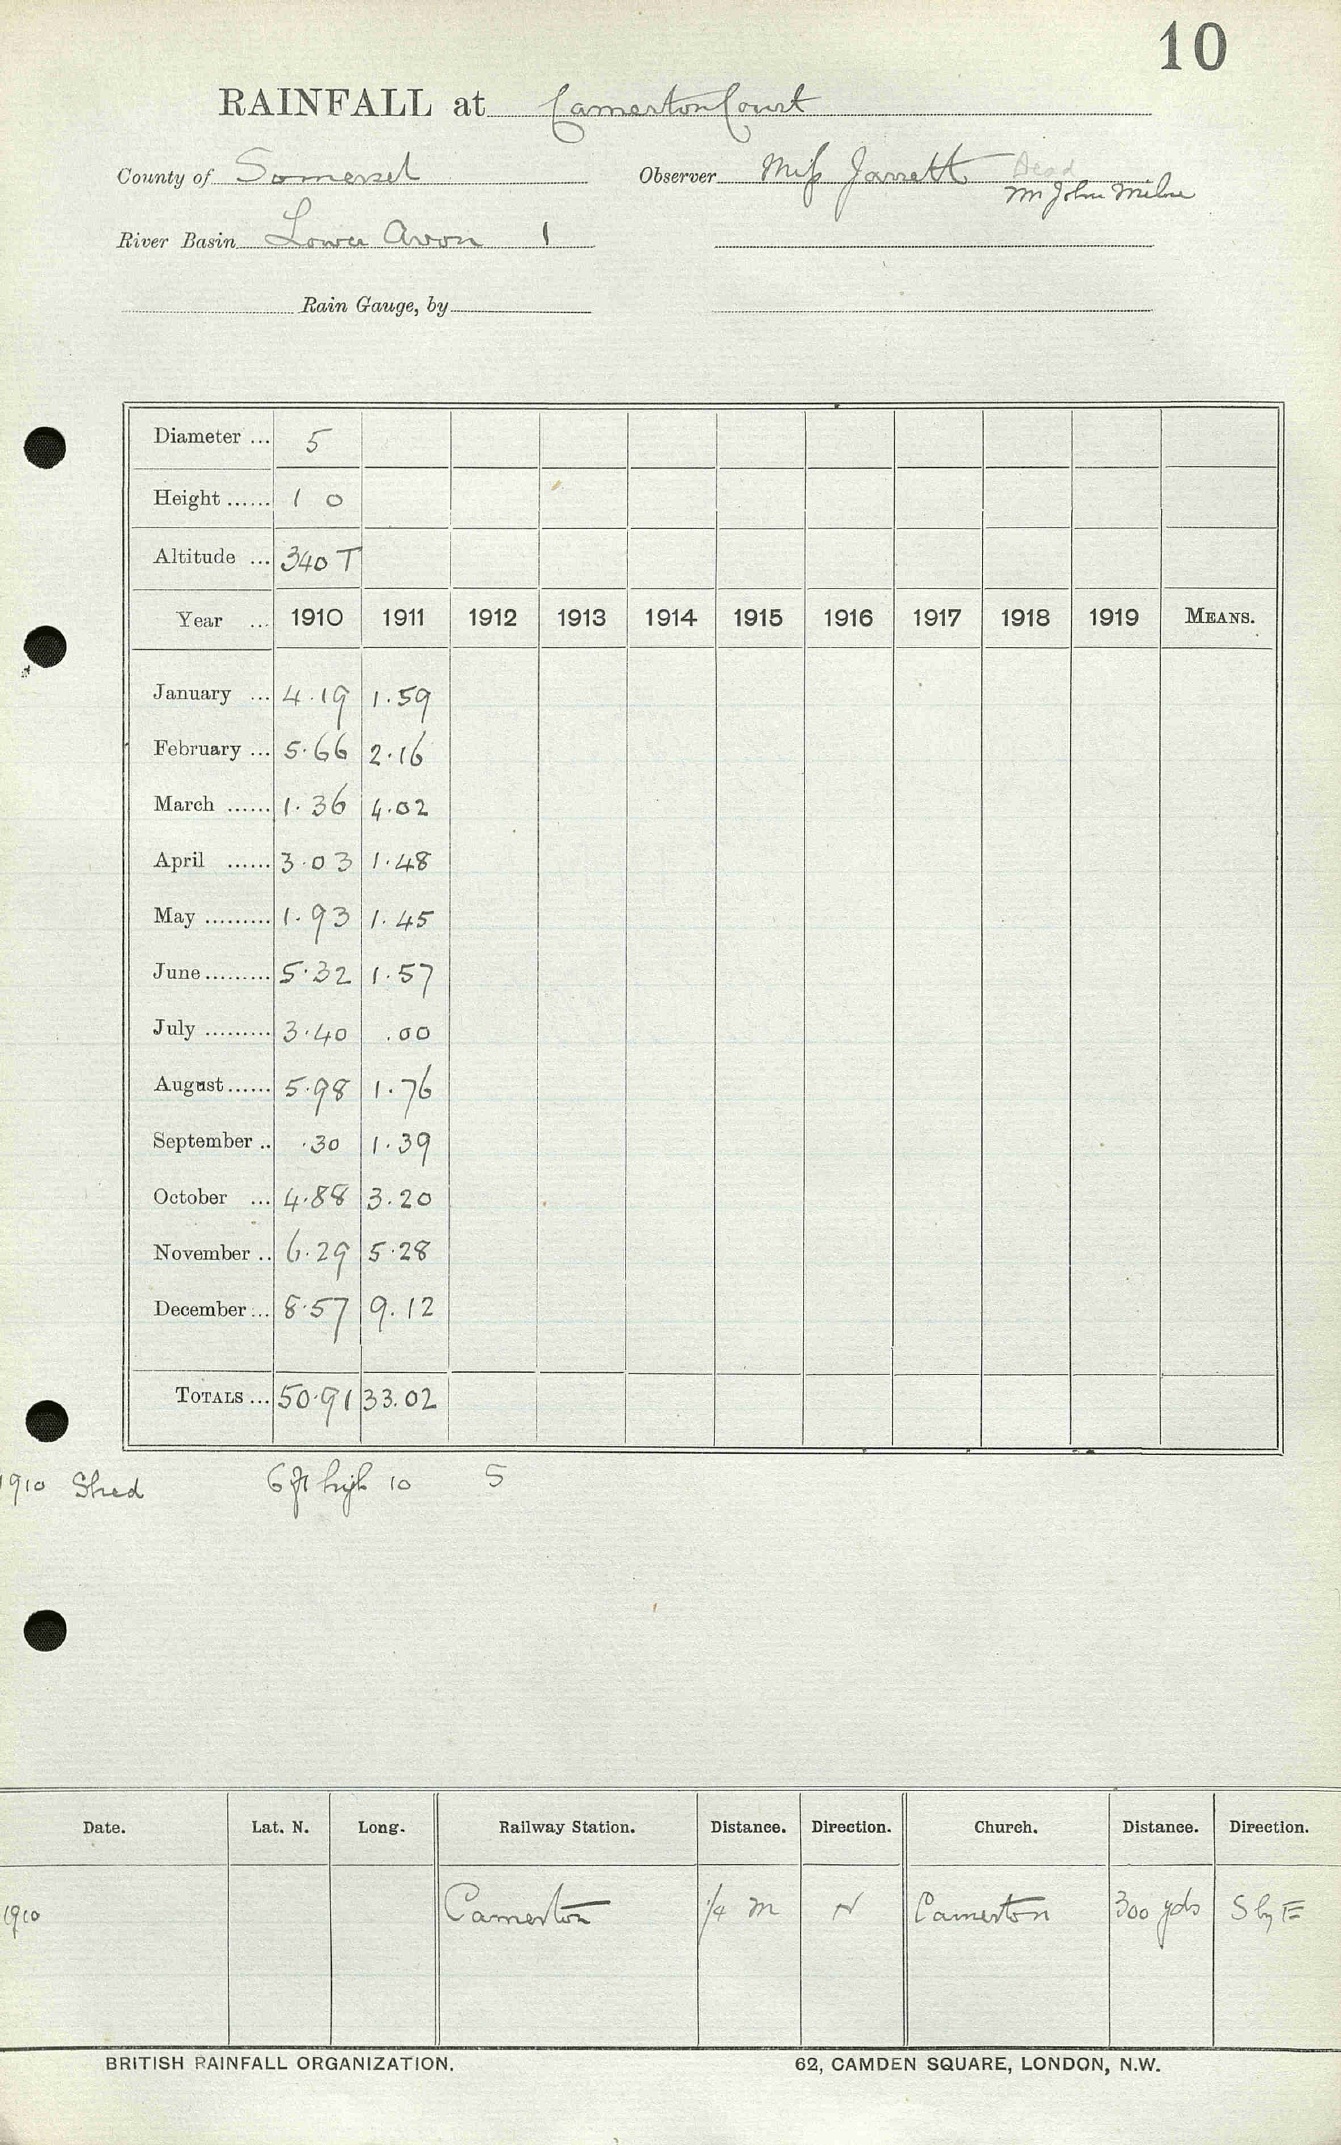 10
RAINFALL at Camerton Court
County of Somerset Observer Miss Jarrett Dead
Mr John Milne
River Basin Lower Avon 1
Rain Gauge, by
Diameter ... 5
Height ...... 1 0
Altitude ... 340 T
Year ... 1910 1911 1912 1913 1914 1915 1916 1917 1918 1919 MEANS.
January ... 4.19 1.59
February ... 5.66 2.16
March ...... 1.36 4.02
April ...... 3.03 1.48
May ......... 1.93 1.45
June ......... 5.32 1.57
July ......... 3.40 .00
August ...... 5.98 1.76
September .. .30 1.39
October ... 4.88 3.20
November .. 6.29 5.28
December ... 8.57 9.12
TOTALS ... 50.91 33.02
1910 Shed 6 ft high 10 5
Date. Lat. N. Long. Railway Station. Distance. Direction. Church. Distance. Direction.
1910 Camerton 1/4 m N Camerton 300 yds S by E
BRITISH RAINFALL ORGANIZATION. 62, CAMDEN SQUARE, LONDON, N.W.